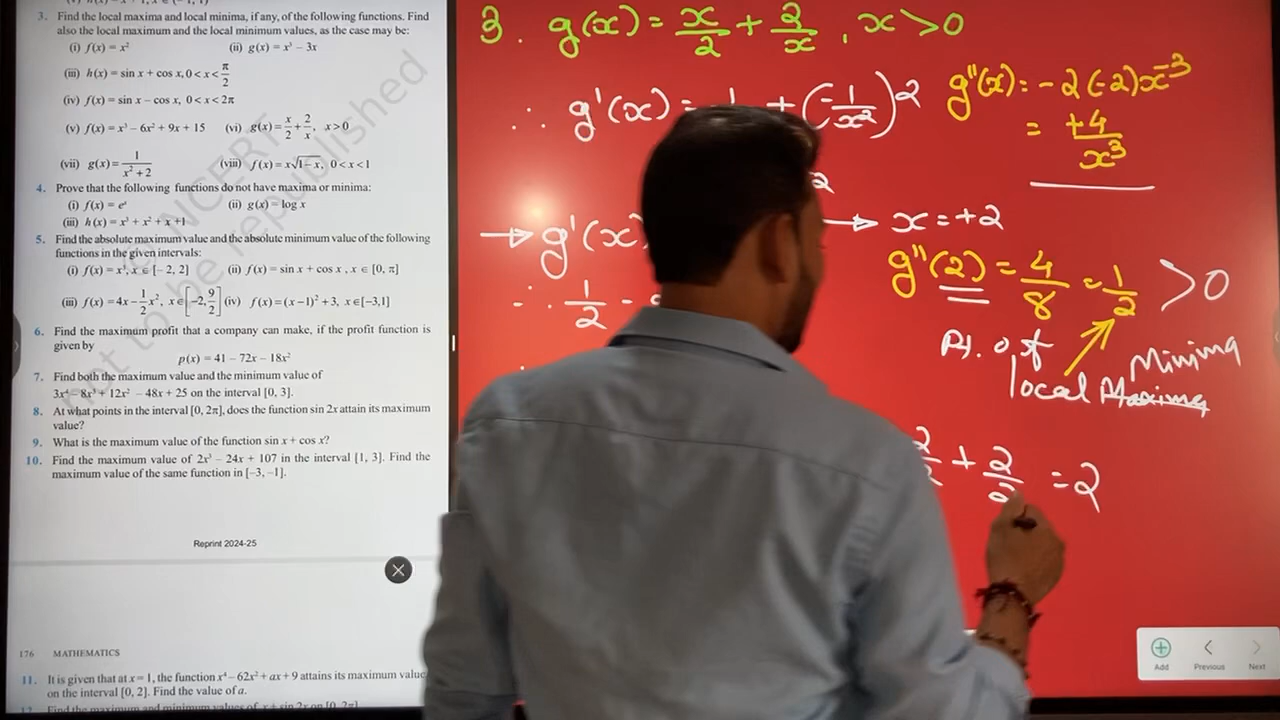 3. Find the local maxima and local minima, if any, of the following functions. Find
also the local maximum and the local minimum values, as the case may be:
(i) f(x) = x² (ii) g(x) = x³ – 3x
(iii) h(x) = sin x + cos x, 0 < x < π/2
(iv) f(x) = sin x – cos x, 0 < x < 2π
(v) f(x) = x³ – 6x² + 9x + 15 (vi) g(x) = x/2 + 2/x, x > 0
(vii) g(x) = 1/(x² + 2) (viii) f(x) = x√(1–x), 0 < x < 1
4. Prove that the following functions do not have maxima or minima:
(i) f(x) = eˣ (ii) g(x) = log x
(iii) h(x) = x³ + x² + x + 1
5. Find the absolute maximum value and the absolute minimum value of the following
functions in the given intervals:
(i) f(x) = x³, x ∈ [– 2, 2] (ii) f(x) = sin x + cos x , x ∈ [0, π]
(iii) f(x) = 4x – 1/2 x², x ∈ [–2, 9/2] (iv) f(x) = (x – 1)² + 3, x ∈ [–3, 1]
6. Find the maximum profit that a company can make, if the profit function is
given by
p(x) = 41 – 72x – 18x²
7. Find both the maximum value and the minimum value of
3x⁴ – 8x³ + 12x² – 48x + 25 on the interval [0, 3].
8. At what points in the interval [0, 2π], does the function sin 2x attain its maximum
value?
9. What is the maximum value of the function sin x + cos x?
10. Find the maximum value of 2x³ – 24x + 107 in the interval [1, 3]. Find the
maximum value of the same function in [–3, –1].
Reprint 2024-25
176 MATHEMATICS
11. It is given that at x = 1, the function x⁴ – 62x² + ax + 9 attains its maximum value,
on the interval [0, 2]. Find the value of a.
not to be republished
3. g(x) = x/2 + 2/x , x > 0
∴ g'(x) = + (-1/x²) 2
g''(x) = -2(-2)x⁻³
= +4/x³
→ g'(x)
→ x = +2
∴ 1/2 -
g''(2) = 4/8 = 1/2 > 0
Pt. of
local Maxima Minima
+ 2/2 = 2
Add Previous Next